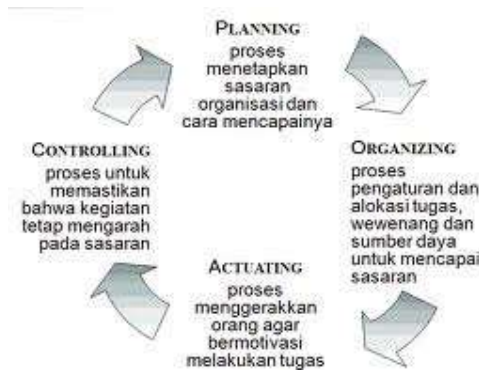 PLANNING
proses
menetapkan
sasaran
organisasi dan
cara mencapainya
ORGANIZING
proses
pengaturan dan
alokasi tugas,
wewenang dan
sumber daya
untuk mencapai
sasaran
ACTUATING
proses
menggerakkan
orang agar
bermotivasi
melakukan tugas
CONTROLLING
proses untuk
memastikan
bahwa kegiatan
tetap mengarah
pada sasaran